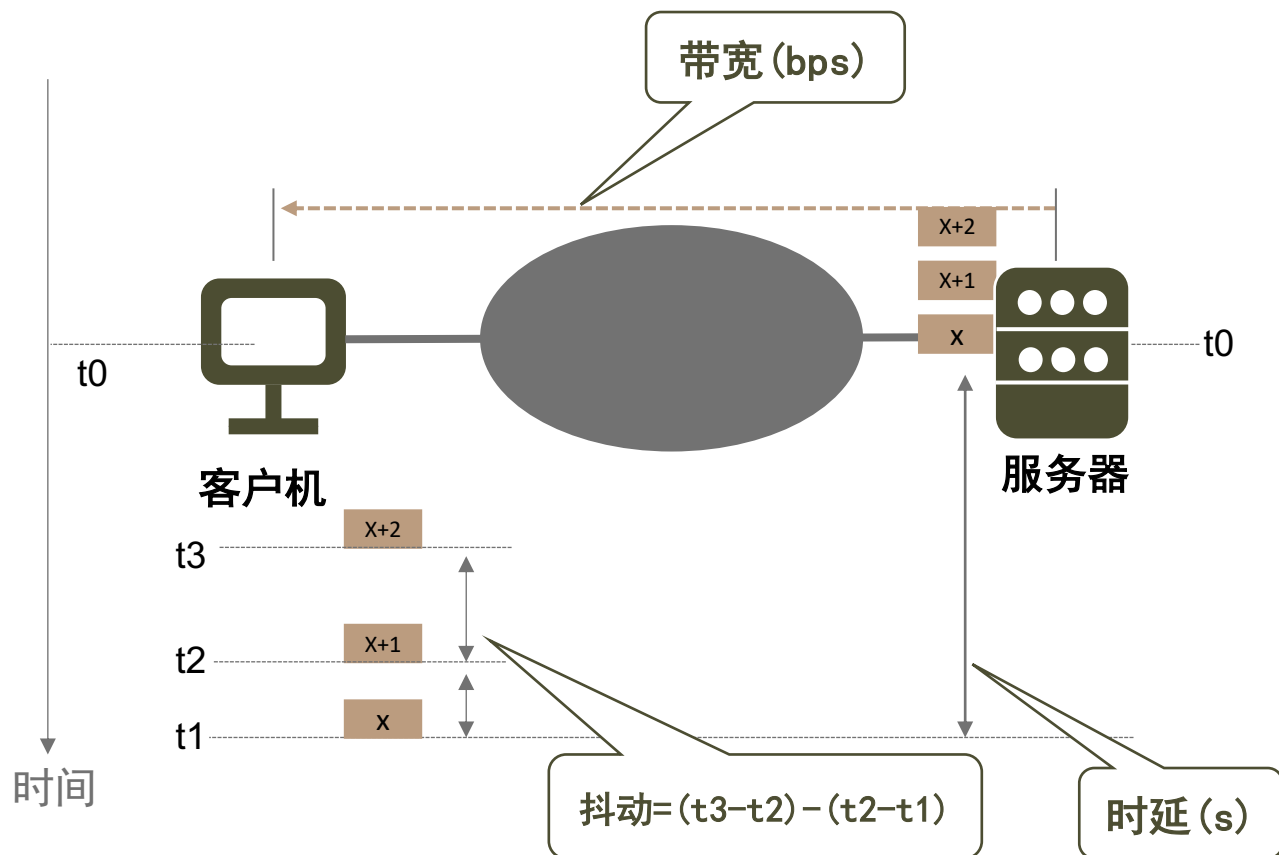 带宽(bps)
X+2
X+1
x
t0
t0
客户机
服务器
X+2
t3
X+1
t2
x
t1
时间
抖动=(t3-t2)-(t2-t1)
时延(s)